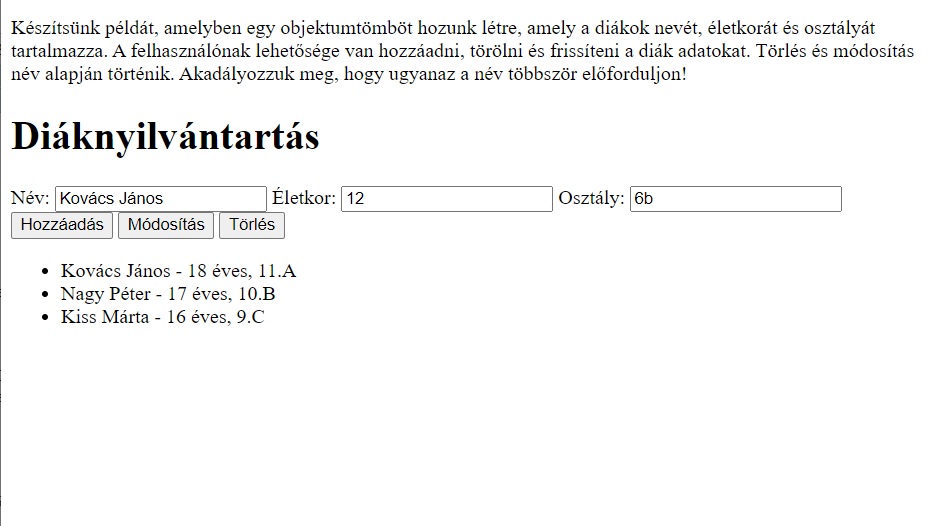 Készítsünk példát, amelyben egy objektumtömböt hozunk létre, amely a diákok nevét, életkorát és osztályát
tartalmazza. A felhasználónak lehetősége van hozzáadni, törölni és frissíteni a diák adatokat. Törlés és módosítás
név alapján történik. Akadályozzuk meg, hogy ugyanaz a név többször előforduljon!
Diáknyilvántartás
Név: Kovács János Életkor: 12 Osztály: 6b
Hozzáadás Módosítás Törlés
• Kovács János - 18 éves, 11.A
• Nagy Péter - 17 éves, 10.B
• Kiss Márta - 16 éves, 9.C